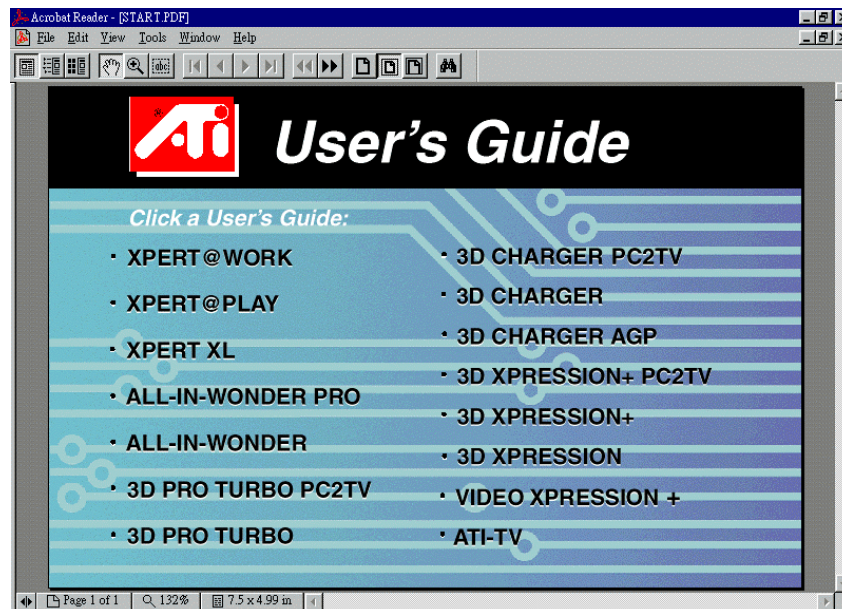 Acrobat Reader - [START.PDF]
File Edit View Tools Window Help
abc
ATi
User's Guide
Click a User's Guide:
· XPERT@WORK
· XPERT@PLAY
· XPERT XL
· ALL-IN-WONDER PRO
· ALL-IN-WONDER
· 3D PRO TURBO PC2TV
· 3D PRO TURBO
· 3D CHARGER PC2TV
· 3D CHARGER
· 3D CHARGER AGP
· 3D XPRESSION+ PC2TV
· 3D XPRESSION+
· 3D XPRESSION
· VIDEO XPRESSION +
· ATI-TV
Page 1 of 1 132% 7.5 x 4.99 in